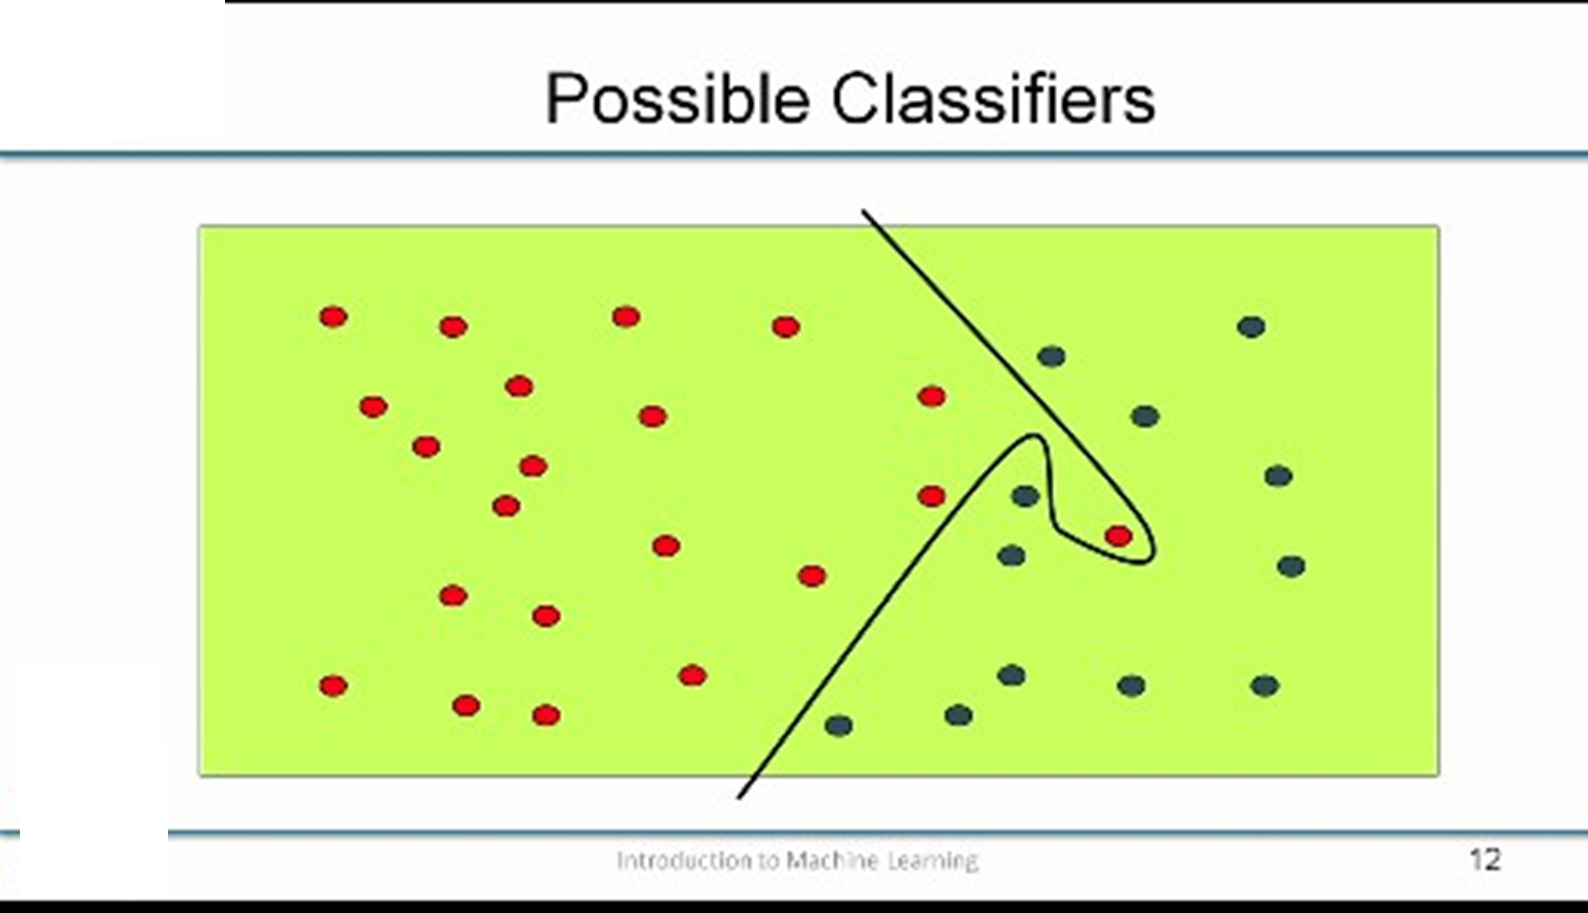 Possible Classifiers
Introduction to Machine Learning
12